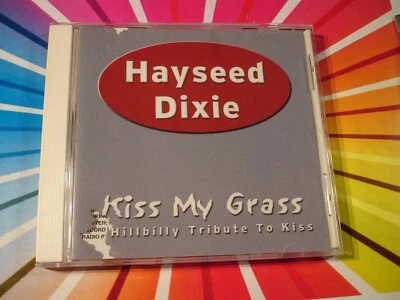 Hayseed
Dixie
Kiss My Grass
Hillbilly Tribute To Kiss